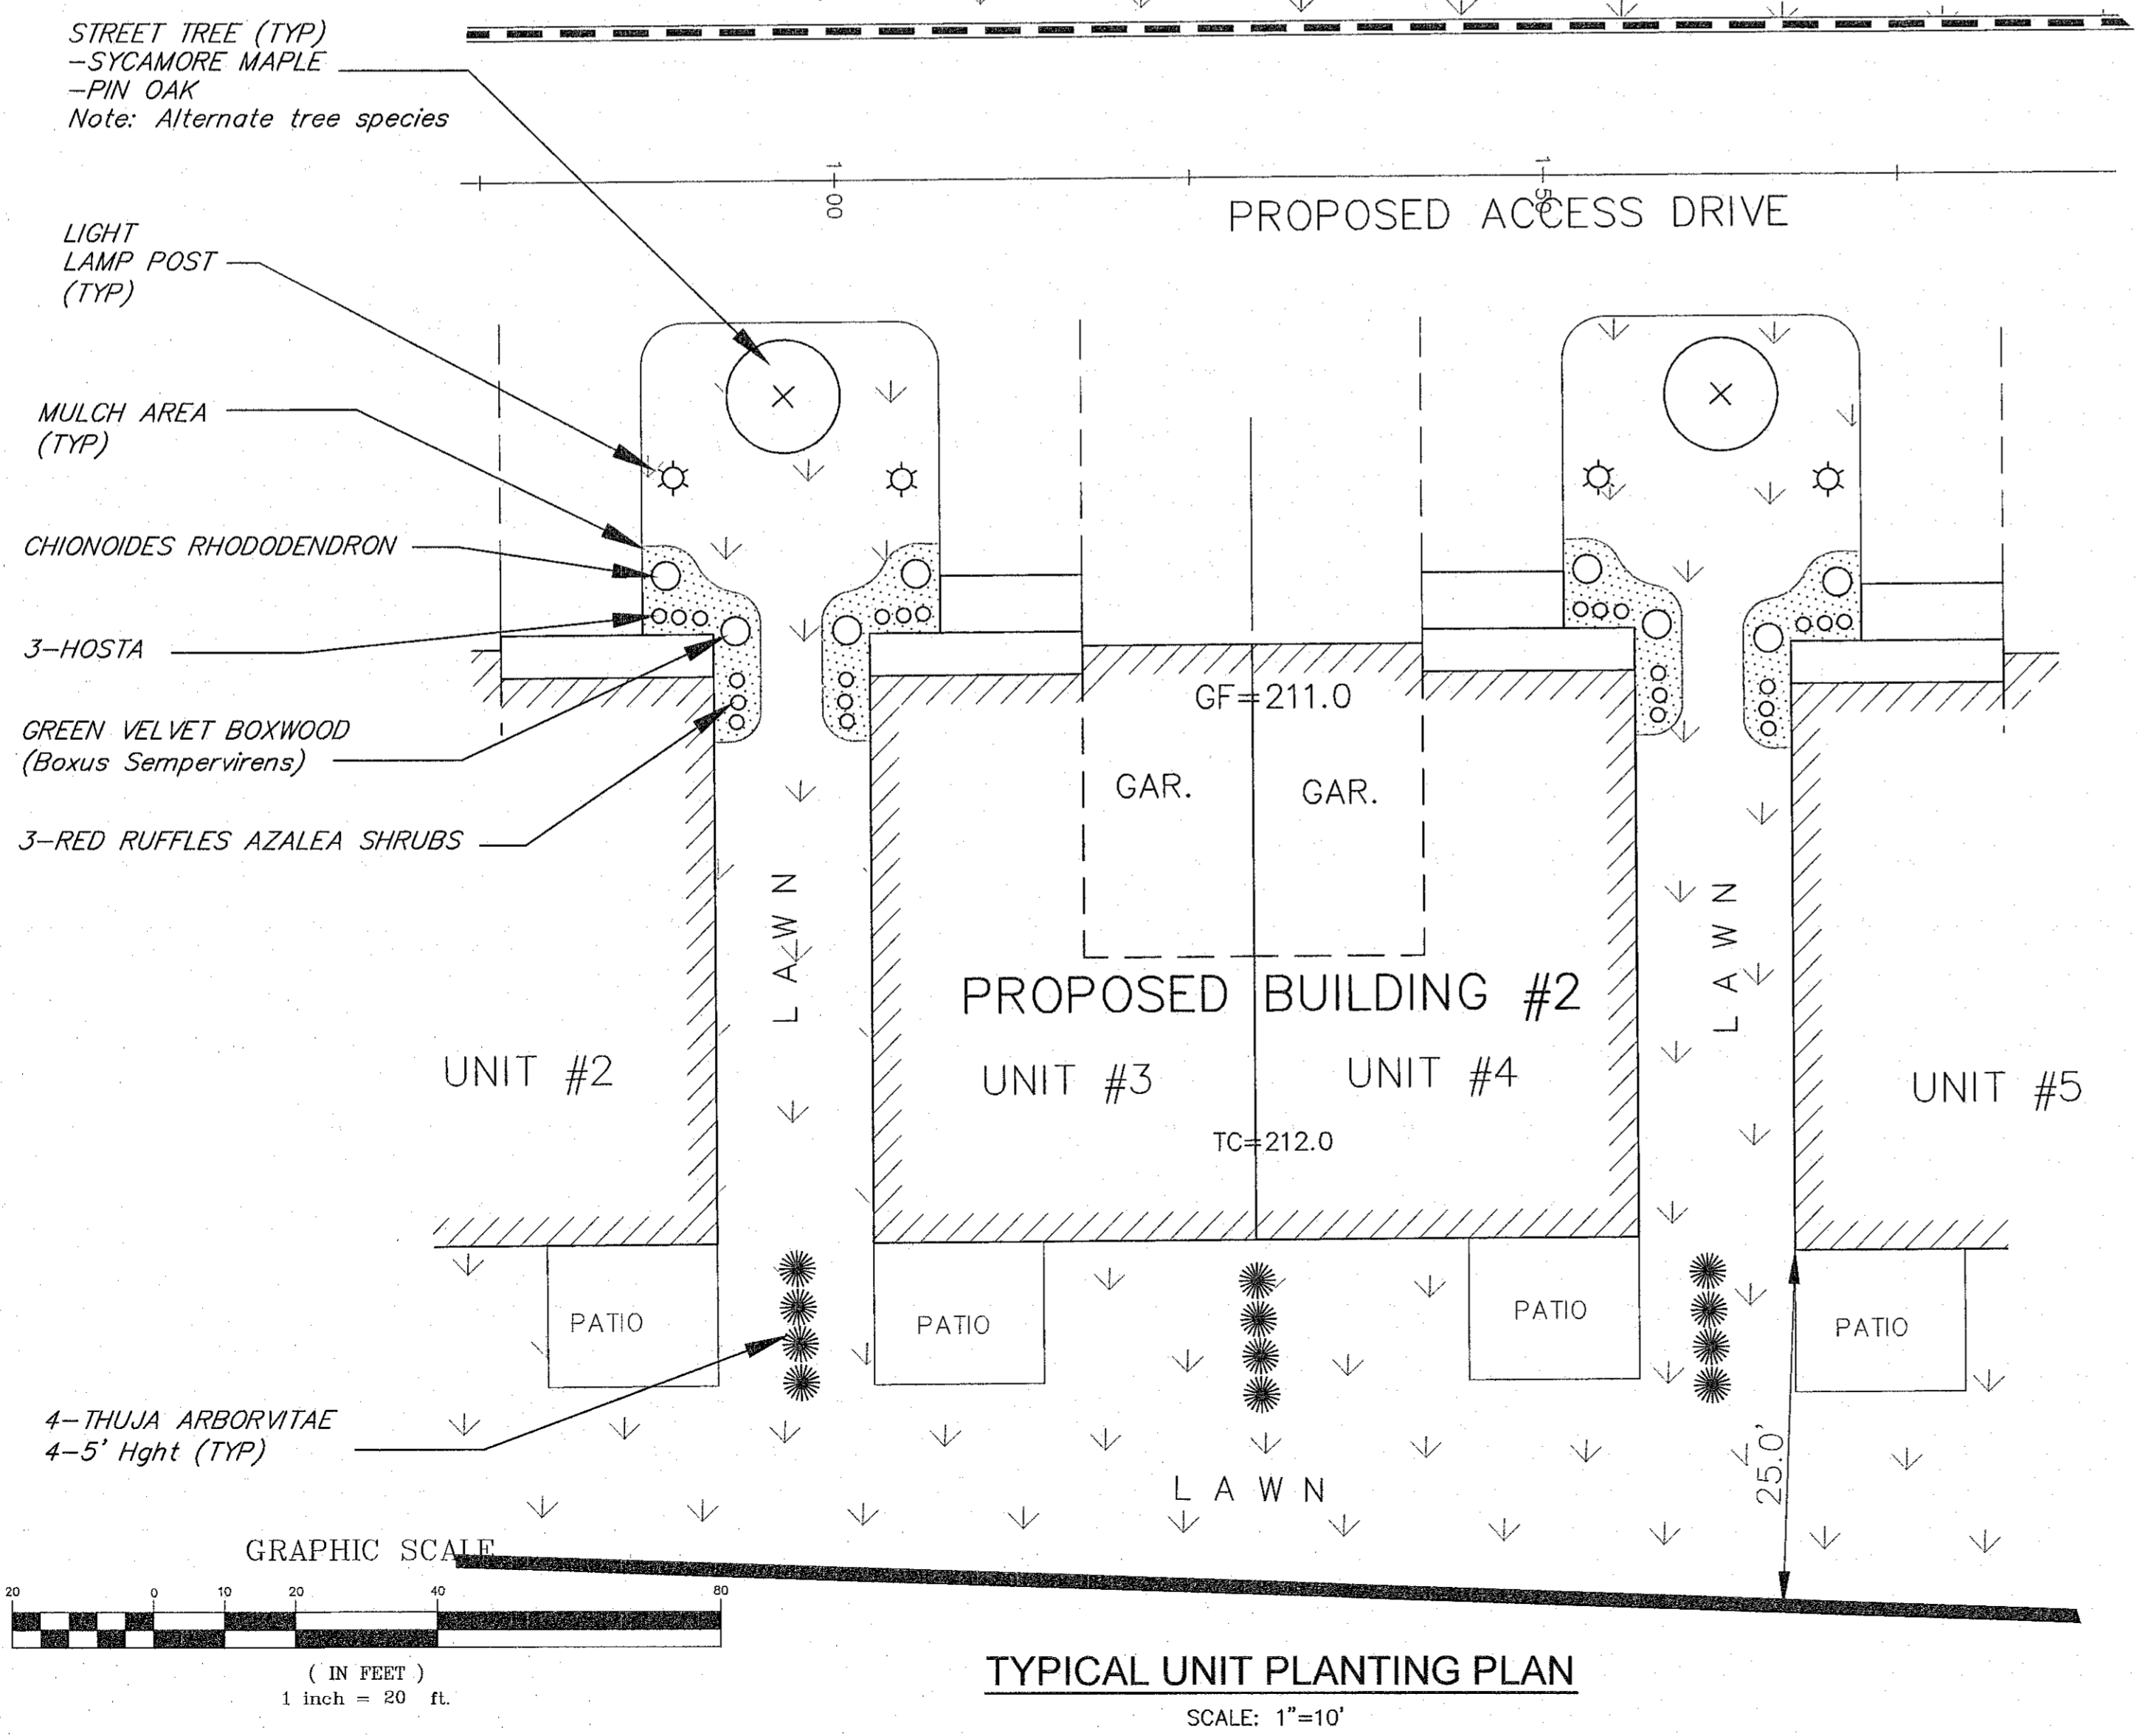 STREET TREE (TYP)
-SYCAMORE MAPLE
-PIN OAK
Note: Alternate tree species
1+00
1+50
PROPOSED ACCESS DRIVE
LIGHT
LAMP POST
(TYP)
MULCH AREA
(TYP)
CHIONOIDES RHODODENDRON
3-HOSTA
GREEN VELVET BOXWOOD
(Boxus Sempervirens)
3-RED RUFFLES AZALEA SHRUBS
GF=211.0
GAR.
GAR.
LAWN
LAWN
PROPOSED BUILDING #2
UNIT #2
UNIT #3
UNIT #4
UNIT #5
TC=212.0
PATIO
PATIO
PATIO
PATIO
4-THUJA ARBORVITAE
4-5' Hght (TYP)
25.0'
LAWN
GRAPHIC SCALE
20 0 10 20 40 80
( IN FEET )
1 inch = 20 ft.
TYPICAL UNIT PLANTING PLAN
SCALE: 1"=10'